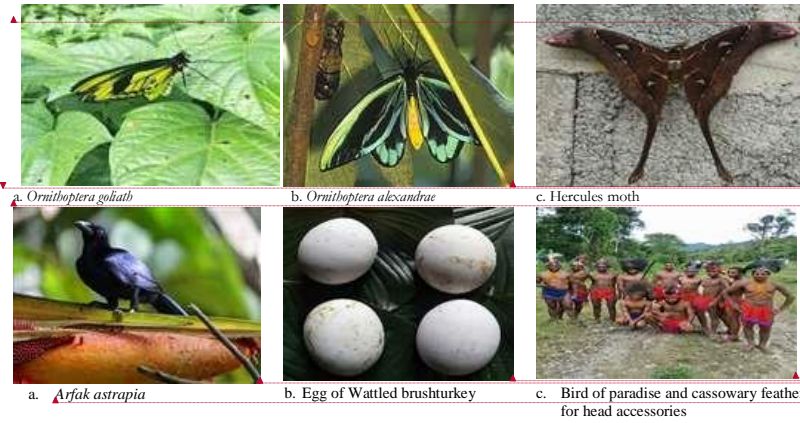 a. Ornithoptera goliath
b. Ornithoptera alexandrae
c. Hercules moth
a. Arfak astrapia
b. Egg of Wattled brushturkey
c. Bird of paradise and cassowary feathe
for head accessories